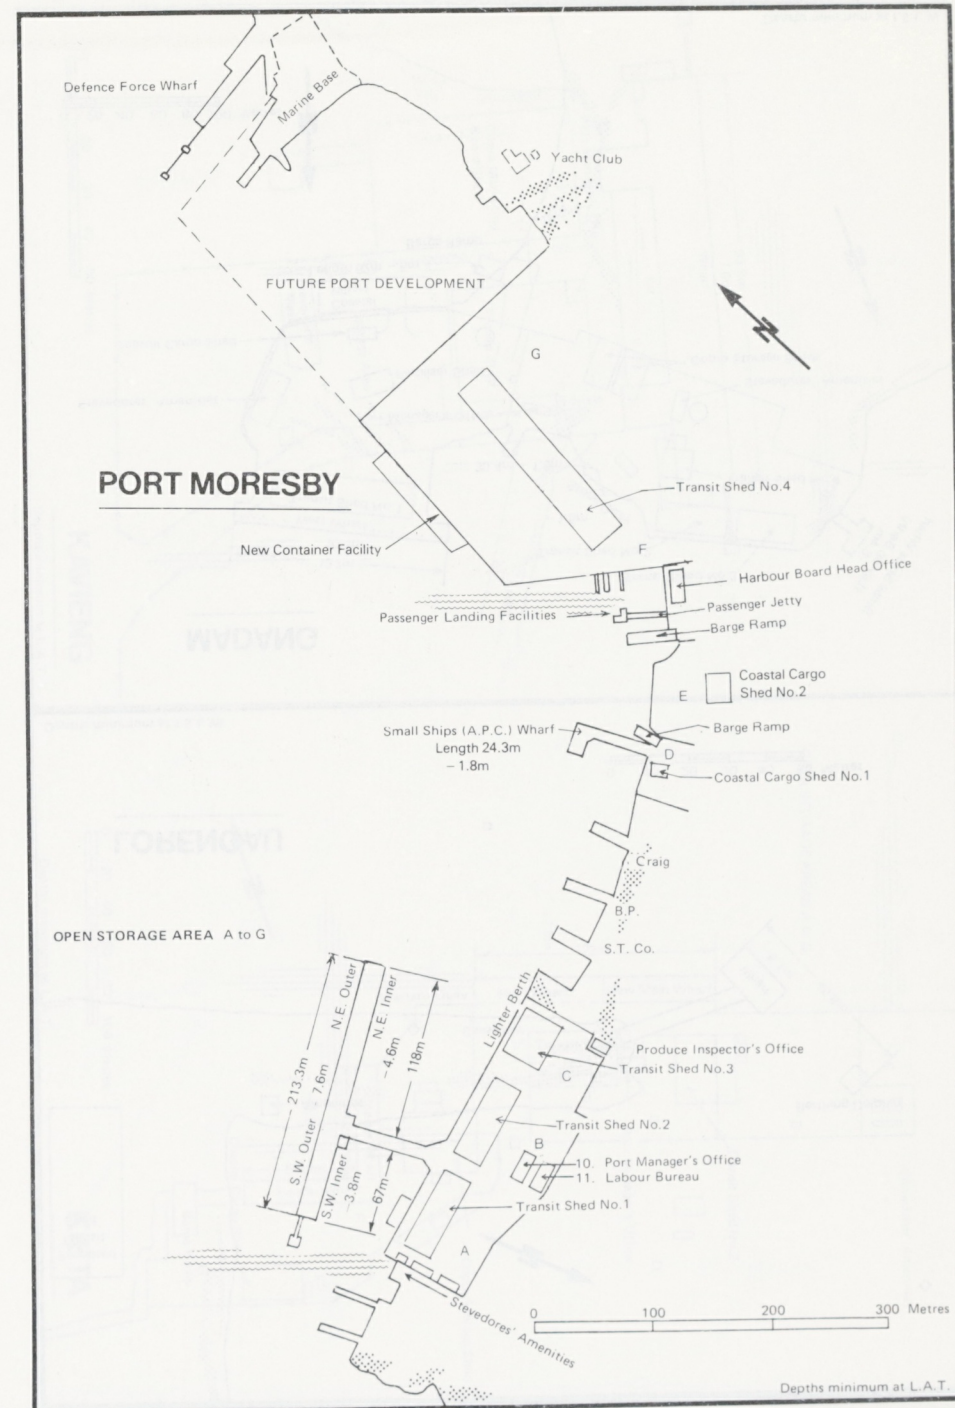 Defence Force Wharf
Marine Base
Yacht Club
FUTURE PORT DEVELOPMENT
N
G
PORT MORESBY
Transit Shed No.4
New Container Facility
F
Harbour Board Head Office
Passenger Landing Facilities
Passenger Jetty
Barge Ramp
E
Coastal Cargo
Shed No.2
Small Ships (A.P.C.) Wharf
Length 24.3m
– 1.8m
Barge Ramp
D
Coastal Cargo Shed No.1
Craig
B.P.
S.T. Co.
OPEN STORAGE AREA A to G
N.E. Outer
N.E. Inner
– 4.6m
118m
213.3m
S.W. Outer – 7.6m
S.W. Inner
–3.8m
67m
Lighter Berth
Produce Inspector's Office
Transit Shed No.3
C
Transit Shed No.2
B
10. Port Manager's Office
11. Labour Bureau
Transit Shed No.1
A
Stevedores' Amenities
0 100 200 300 Metres
Depths minimum at L.A.T.
MADANG
LORENGAU